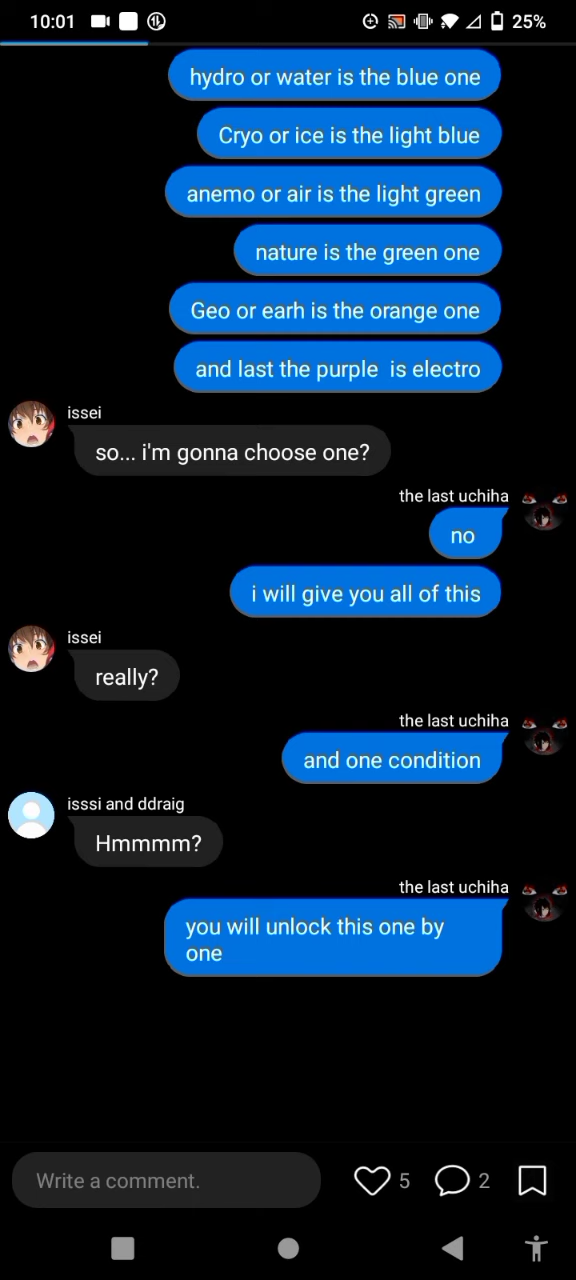 10:01
25%
hydro or water is the blue one
Cryo or ice is the light blue
anemo or air is the light green
nature is the green one
Geo or earh is the orange one
and last the purple  is electro
issei
so... i'm gonna choose one?
the last uchiha
no
i will give you all of this
issei
really?
the last uchiha
and one condition
isssi and ddraig
Hmmmm?
the last uchiha
you will unlock this one by
one
Write a comment.
5
2